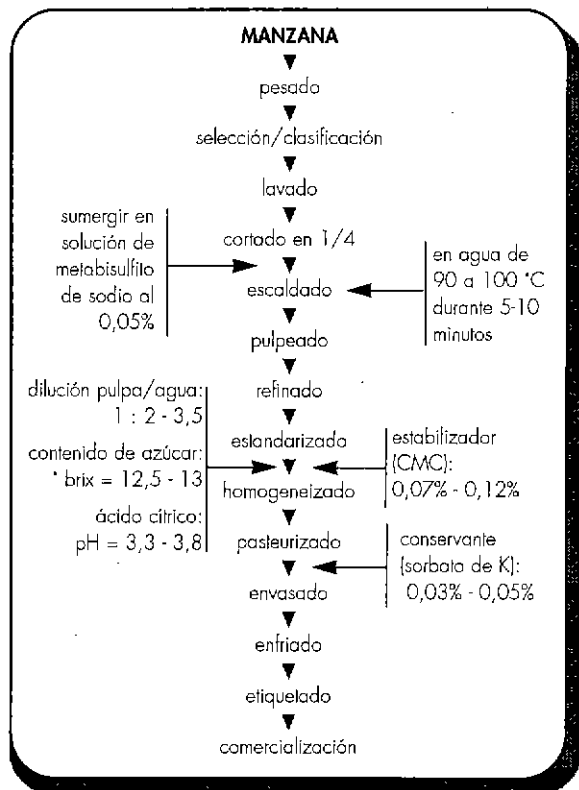 MANZANA
pesado
selección/clasificación
lavado
cortado en 1/4
sumergir en
solución de
metabisulfito
de sodio al
0,05%
en agua de
90 a 100 °C
durante 5-10
minutos
escaldado
pulpeado
refinado
dilución pulpa/agua:
1 : 2 - 3,5
contenido de azúcar:
° brix = 12,5 - 13
ácido cítrico:
pH = 3,3 - 3,8
estandarizado
estabilizador
(CMC):
0,07% - 0,12%
homogeneizado
pasteurizado
conservante
(sorbato de K):
0,03% - 0,05%
envasado
enfriado
etiquetado
comercialización